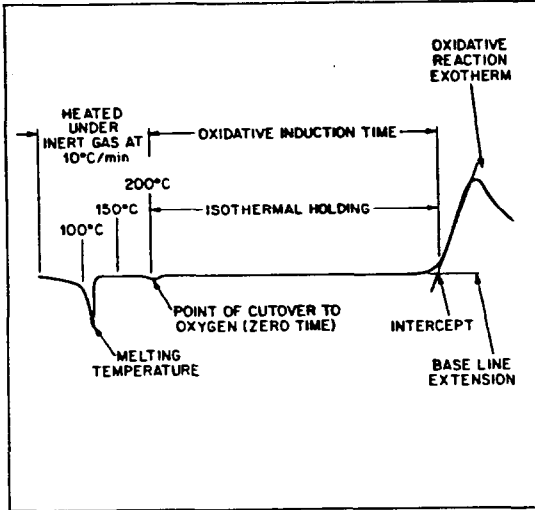 OXIDATIVE
REACTION
EXOTHERM
HEATED
UNDER
INERT GAS AT
10°C/min
OXIDATIVE INDUCTION TIME
200°C
150°C
100°C
ISOTHERMAL HOLDING
POINT OF CUTOVER TO
OXYGEN (ZERO TIME)
INTERCEPT
MELTING
TEMPERATURE
BASE LINE
EXTENSION